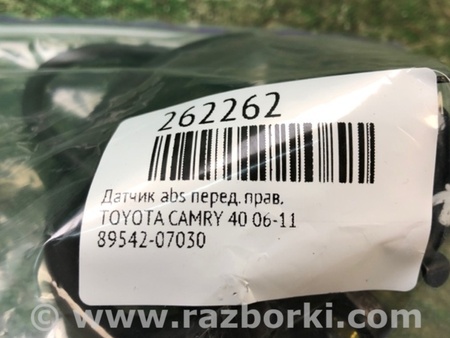 262262
Датчик abs перед. прав.
TOYOTA CAMRY 40 06-11
89542-07030
www.razborki.com